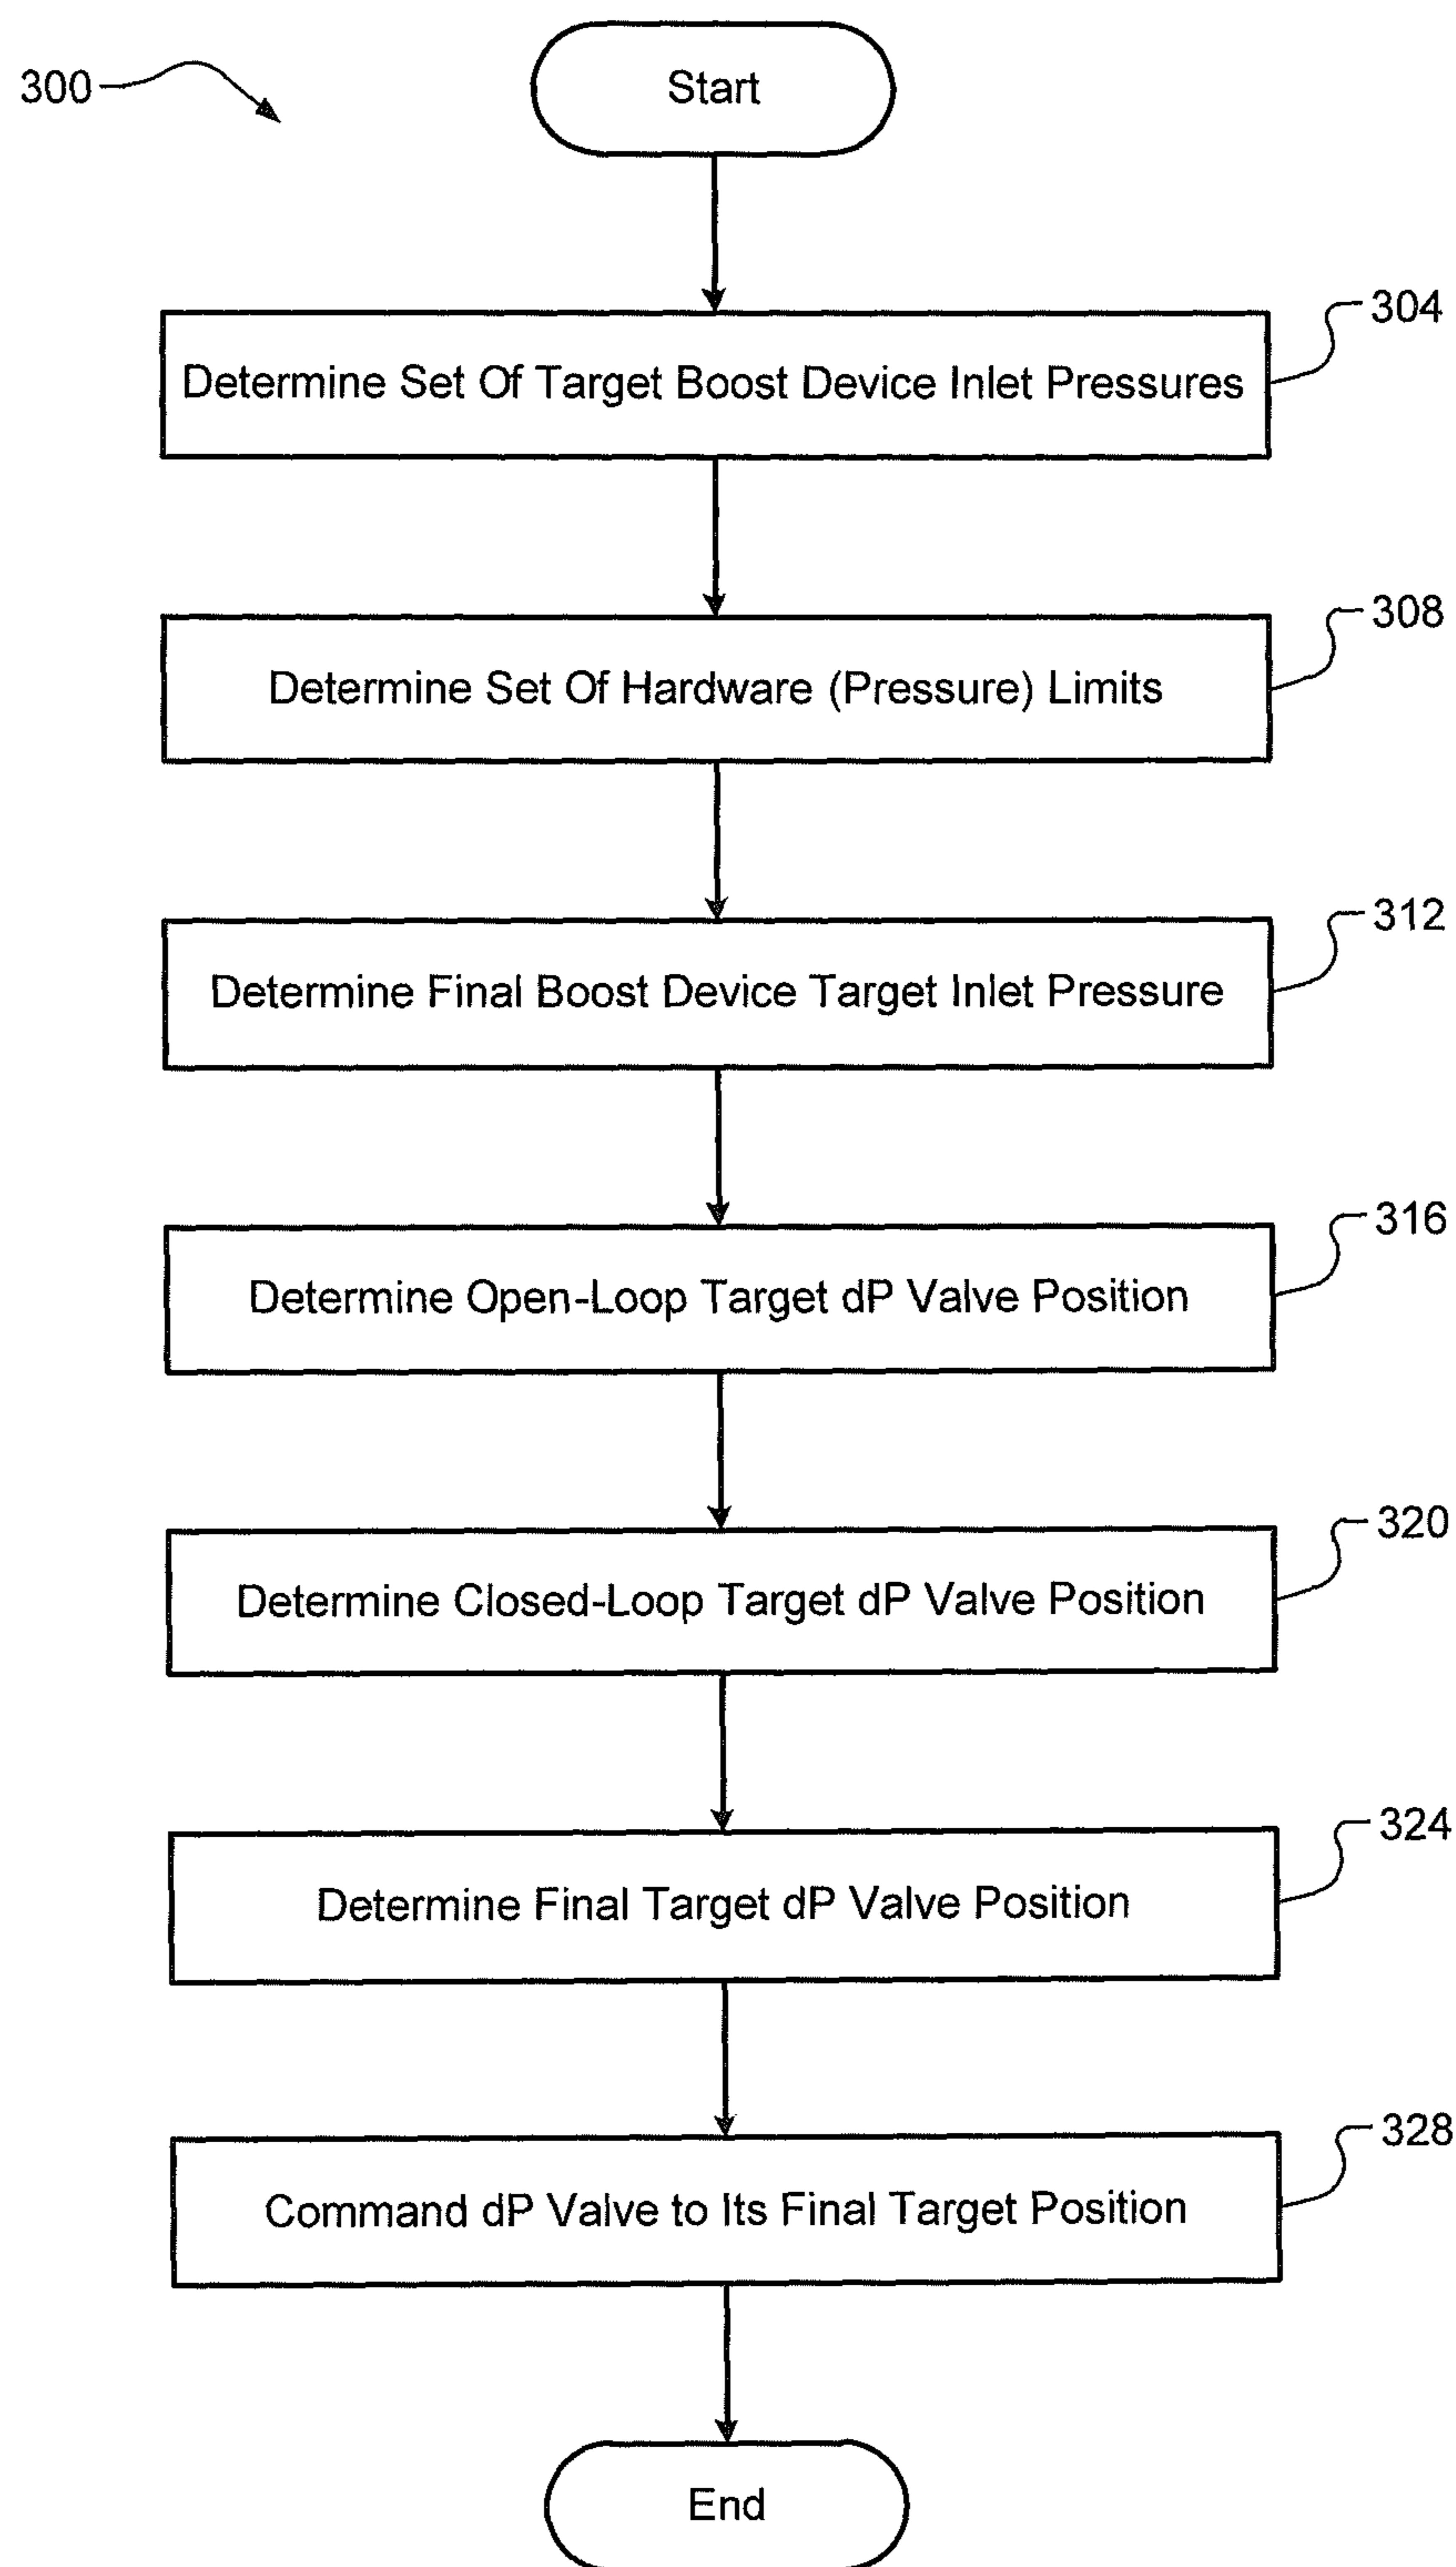 300
Start
304
Determine Set Of Target Boost Device Inlet Pressures
308
Determine Set Of Hardware (Pressure) Limits
312
Determine Final Boost Device Target Inlet Pressure
316
Determine Open-Loop Target dP Valve Position
320
Determine Closed-Loop Target dP Valve Position
324
Determine Final Target dP Valve Position
328
Command dP Valve to Its Final Target Position
End